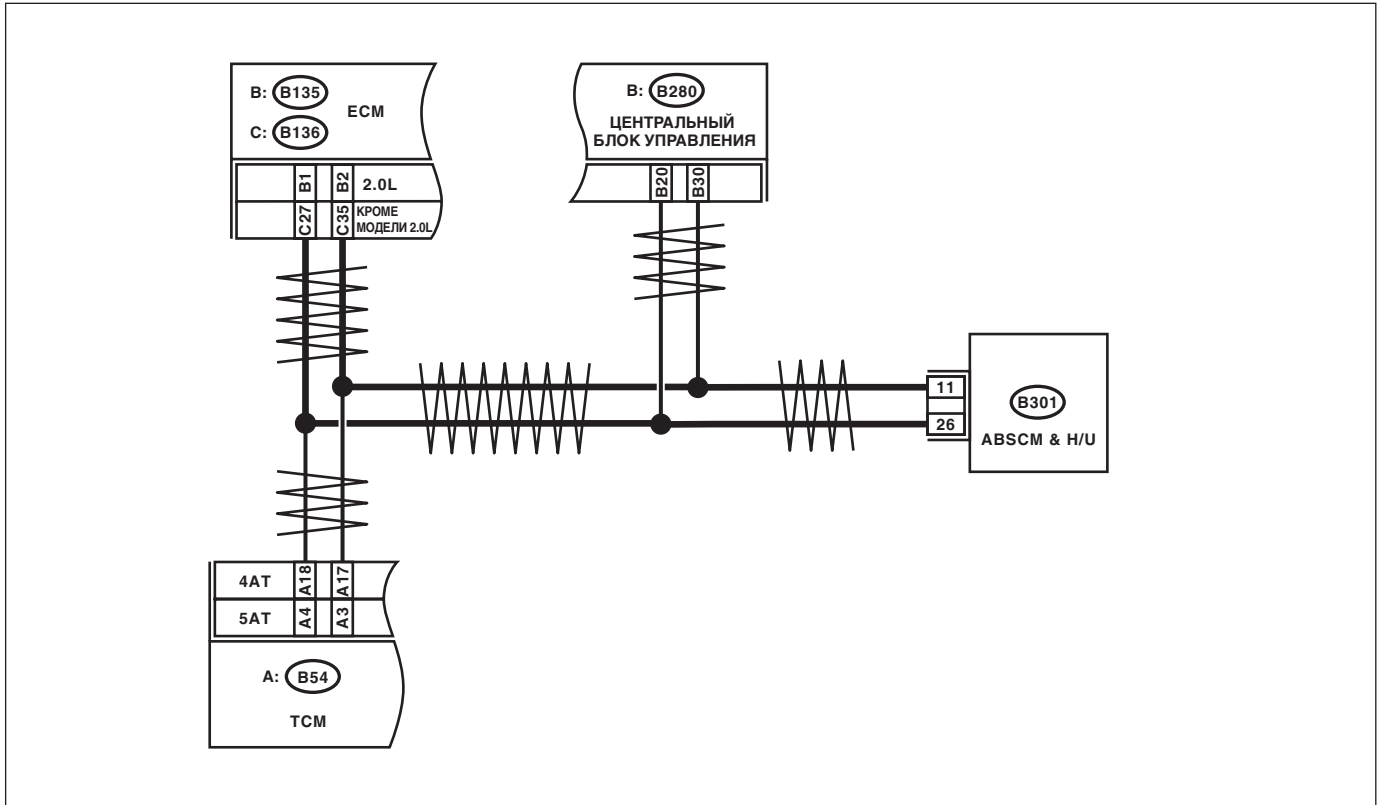 B: B135
ECM
C: B136
B1 B2 2.0L
C27 C35 КРОМЕ
МОДЕЛИ 2.0L
B: B280
ЦЕНТРАЛЬНЫЙ
БЛОК УПРАВЛЕНИЯ
B20 B30
11
26
B301
ABSCM & H/U
4AT A18 A17
5AT A4 A3
A: B54
TCM